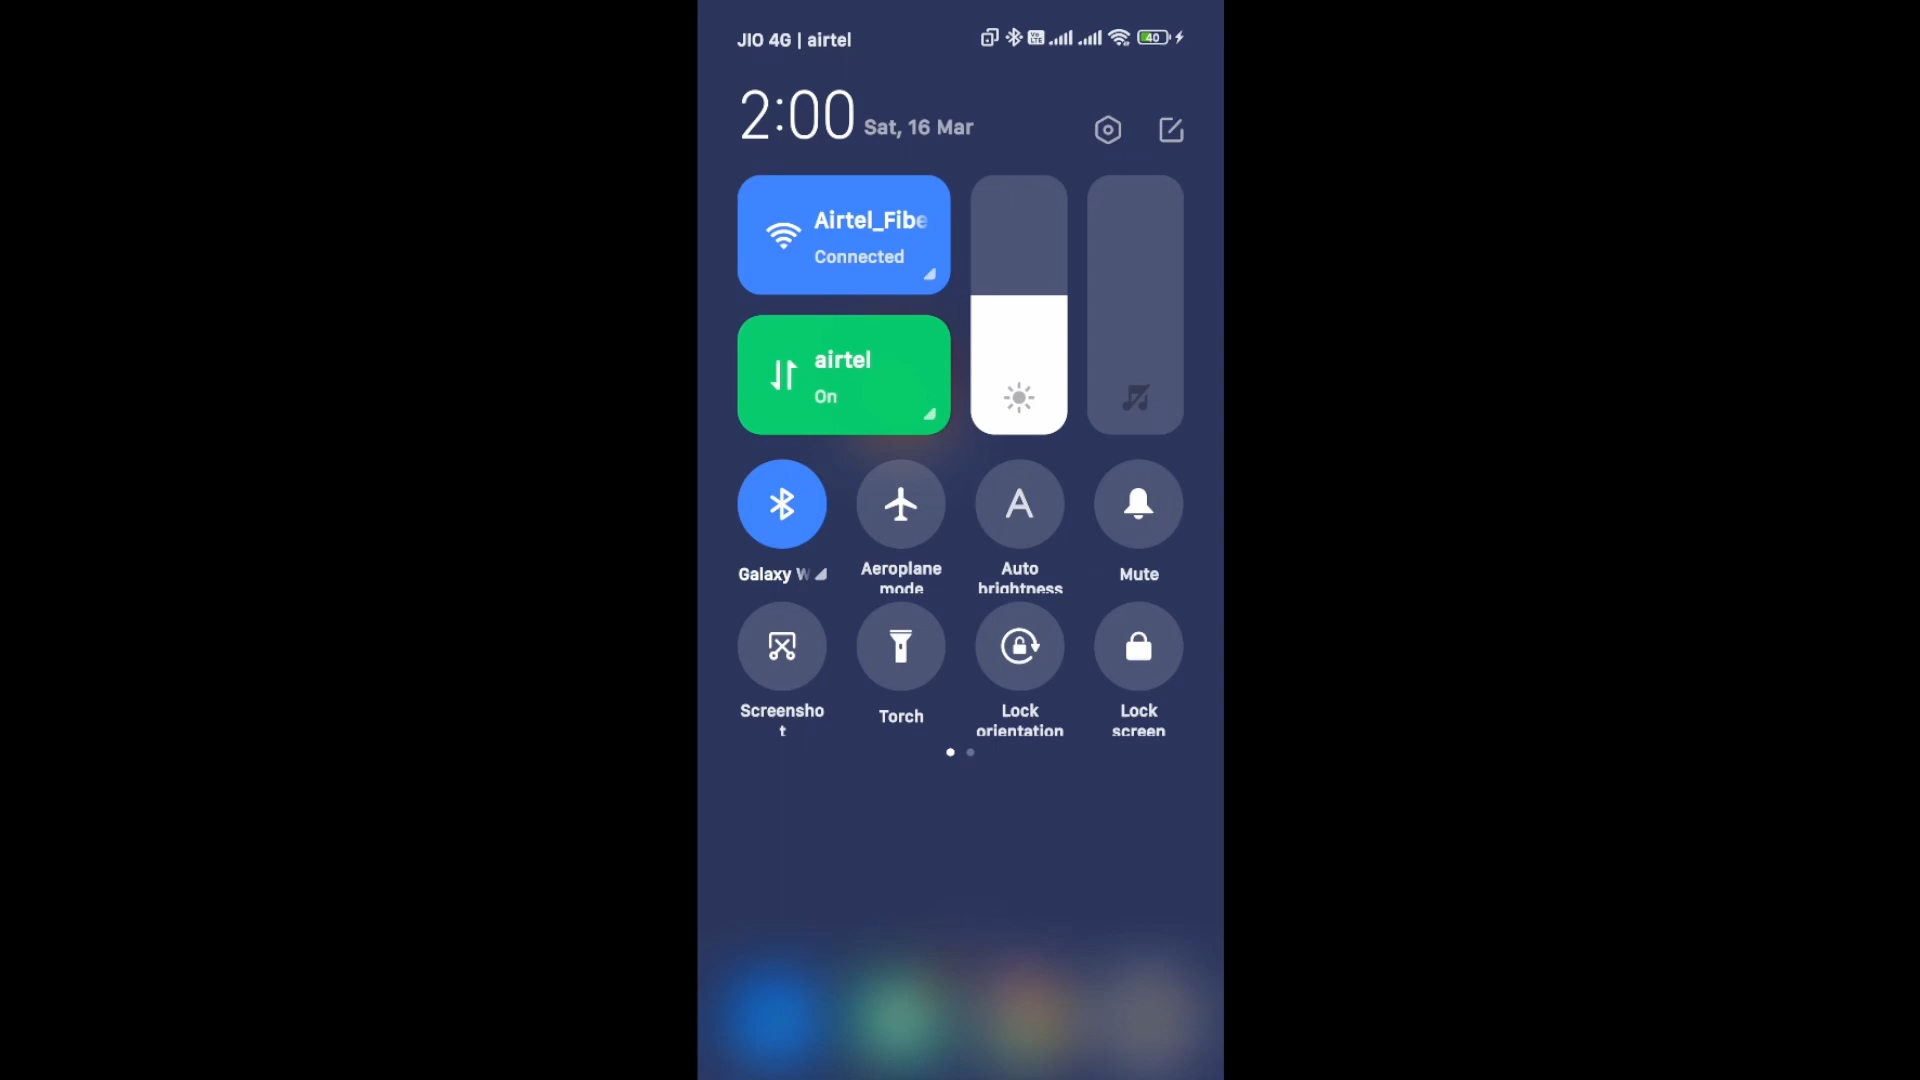 JIO 4G | airtel
40
2:00 Sat, 16 Mar
Airtel_Fibe
Connected
airtel
On
Galaxy W
Aeroplane
mode
Auto
brightness
Mute
Screensho
t
Torch
Lock
orientation
Lock
screen